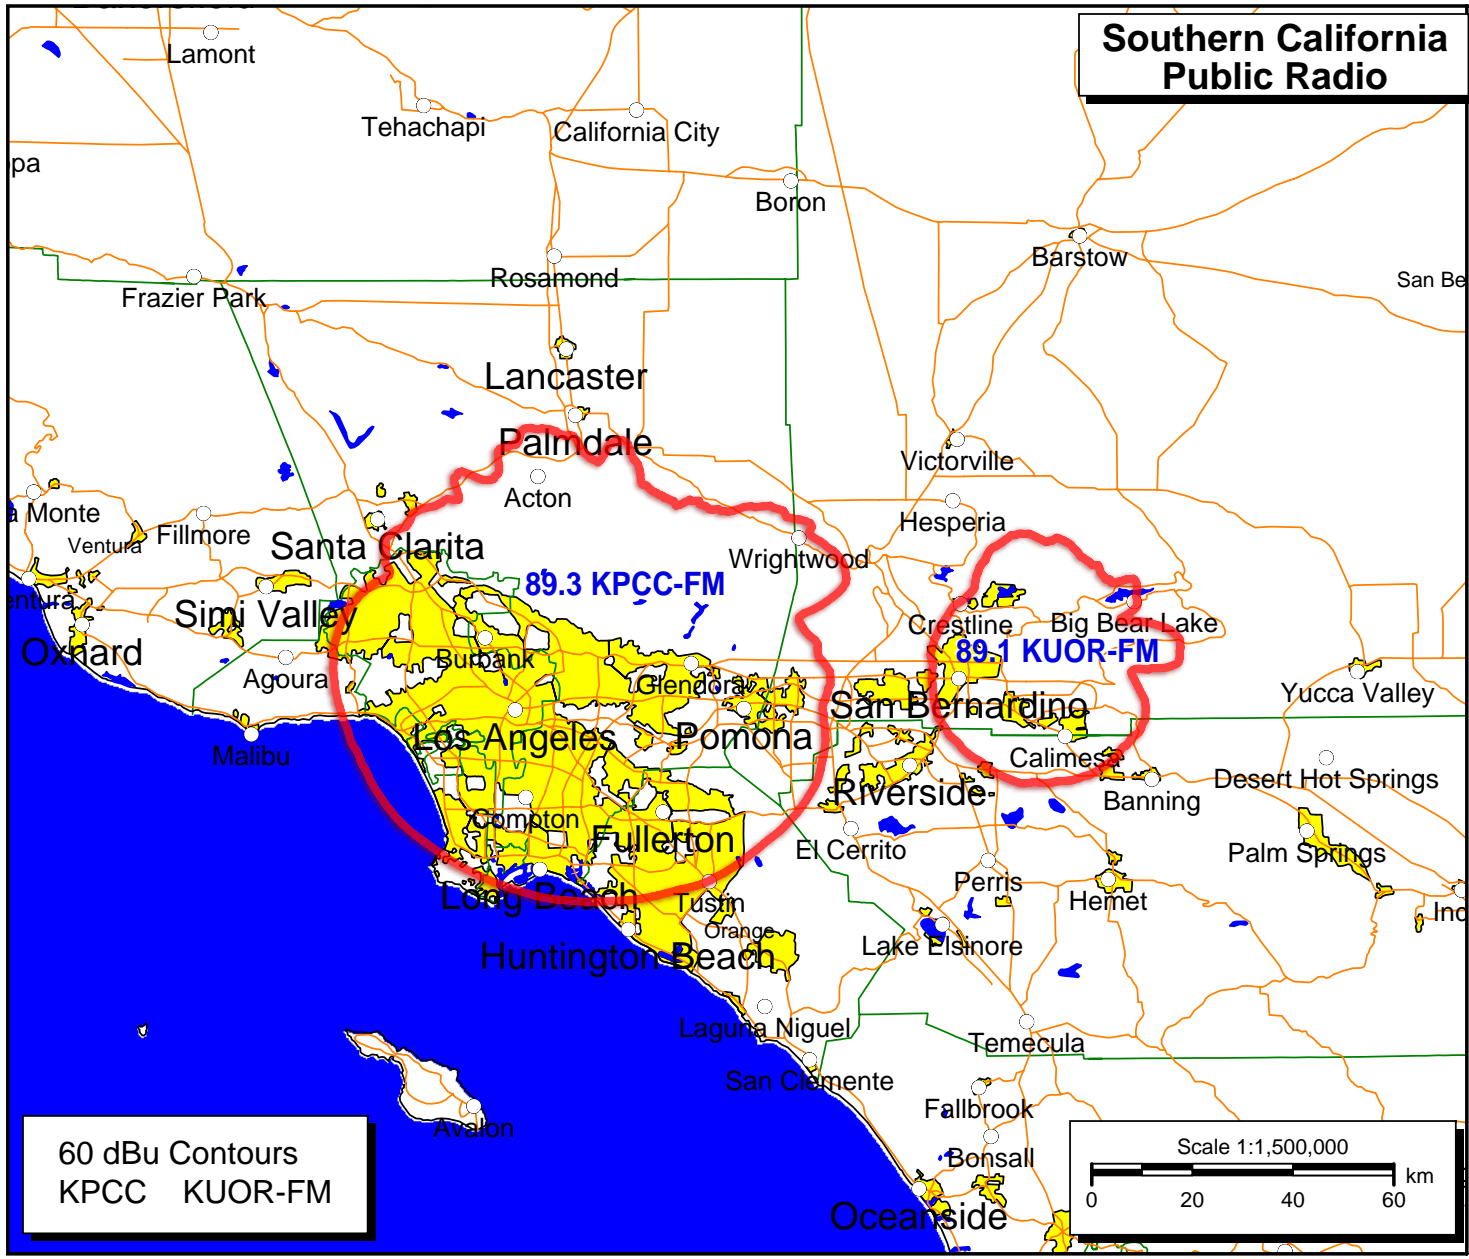 Southern California
Public Radio
Lamont
Tehachapi
California City
Boron
Barstow
Rosamond
San Be
Frazier Park
Lancaster
Palmdale
Victorville
Acton
a Monte
Fillmore
Ventura
Hesperia
Santa Clarita
Wrightwood
89.3 KPCC-FM
entura
Simi Valley
Crestline
Big Bear Lake
Oxnard
Burbank
89.1 KUOR-FM
Agoura
Glendora
Yucca Valley
San Bernardino
Los Angeles
Pomona
Malibu
Calimesa
Desert Hot Springs
Riverside
Banning
Compton
Fullerton
El Cerrito
Palm Springs
Perris
Long Beach
Tustin
Hemet
Ind
Orange
Lake Elsinore
Huntington Beach
Laguna Niguel
Temecula
San Clemente
Fallbrook
Avalon
Bonsall
Oceanside
60 dBu Contours
KPCC KUOR-FM
Scale 1:1,500,000
km
0 20 40 60